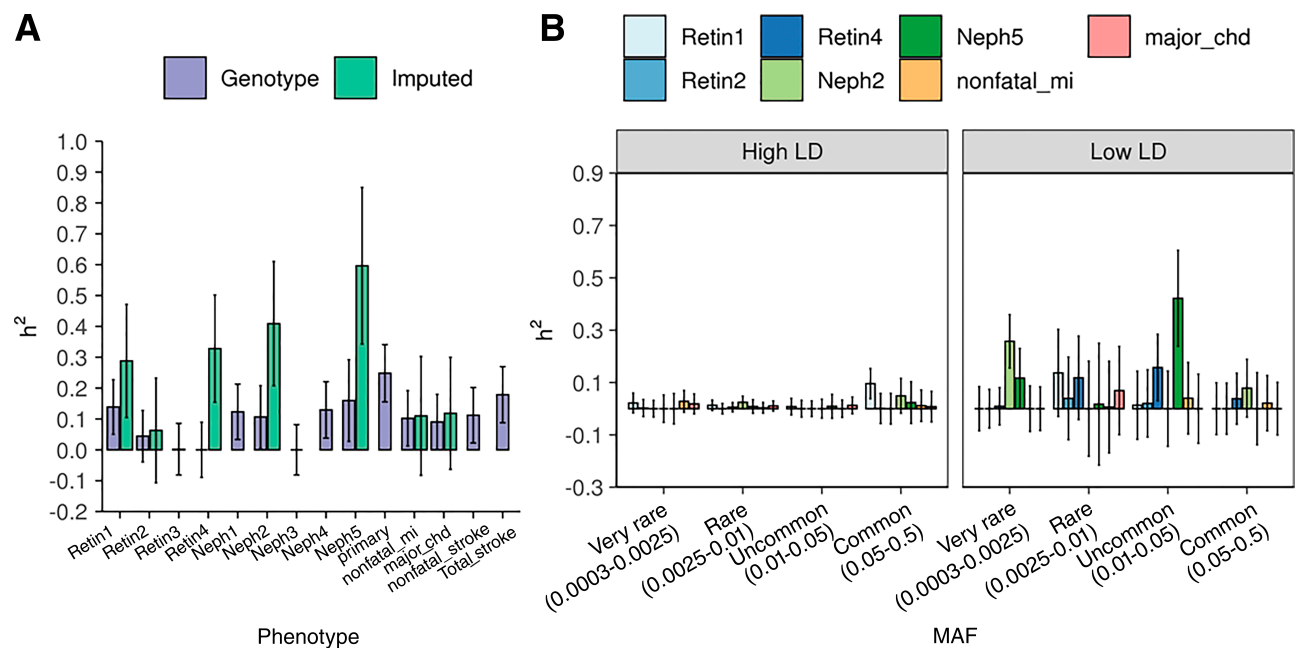 A
Genotype
Imputed
1.0
0.9
0.8
0.7
0.6
0.5
0.4
0.3
0.2
0.1
0.0
-0.1
-0.2
h²
Retin1
Retin2
Retin3
Retin4
Neph1
Neph2
Neph3
Neph4
Neph5
primary
nonfatal_mi
major_chd
nonfatal_stroke
Total_stroke
Phenotype
B
Retin1
Retin4
Neph5
major_chd
Retin2
Neph2
nonfatal_mi
High LD
Low LD
0.9
0.7
0.5
0.3
0.1
-0.1
-0.3
h²
Very rare
(0.0003-0.0025)
Rare
(0.0025-0.01)
Uncommon
(0.01-0.05)
Common
(0.05-0.5)
Very rare
(0.0003-0.0025)
Rare
(0.0025-0.01)
Uncommon
(0.01-0.05)
Common
(0.05-0.5)
MAF